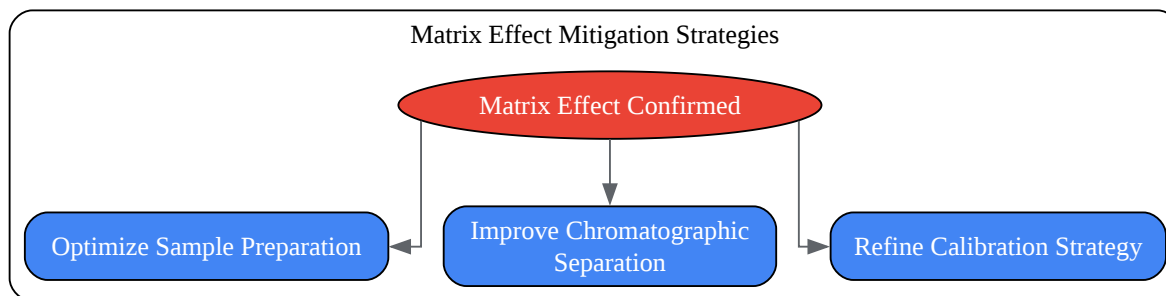 Matrix Effect Mitigation Strategies
Matrix Effect Confirmed
Optimize Sample Preparation
Improve Chromatographic
Separation
Refine Calibration Strategy